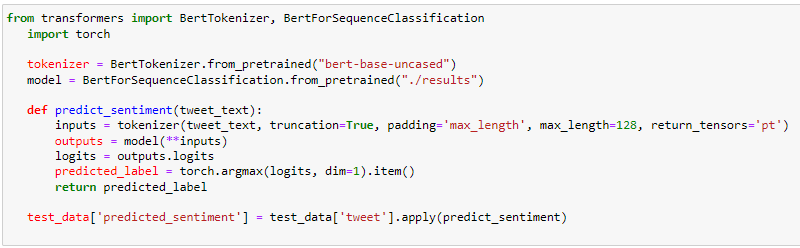 from transformers import BertTokenizer, BertForSequenceClassification
    import torch

    tokenizer = BertTokenizer.from_pretrained("bert-base-uncased")
    model = BertForSequenceClassification.from_pretrained("./results")

    def predict_sentiment(tweet_text):
        inputs = tokenizer(tweet_text, truncation=True, padding='max_length', max_length=128, return_tensors='pt')
        outputs = model(**inputs)
        logits = outputs.logits
        predicted_label = torch.argmax(logits, dim=1).item()
        return predicted_label

    test_data['predicted_sentiment'] = test_data['tweet'].apply(predict_sentiment)